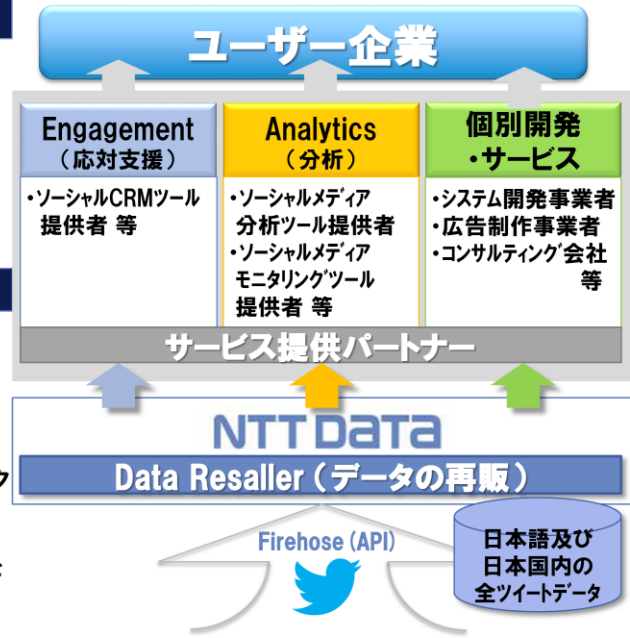 ユーザー企業
Engagement
（応対支援）
・ソーシャルCRMツール
提供者 等
Analytics
（分析）
・ソーシャルメディア
分析ツール提供者
・ソーシャルメディア
モニタリングツール
提供者 等
個別開発
・サービス
・システム開発事業者
・広告制作事業者
・コンサルティング会社
等
サービス提供パートナー
NTT DATA
Data Resaller（データの再販）
ク
Firehose (API)
日本語及び
日本国内の
全ツイートデータ